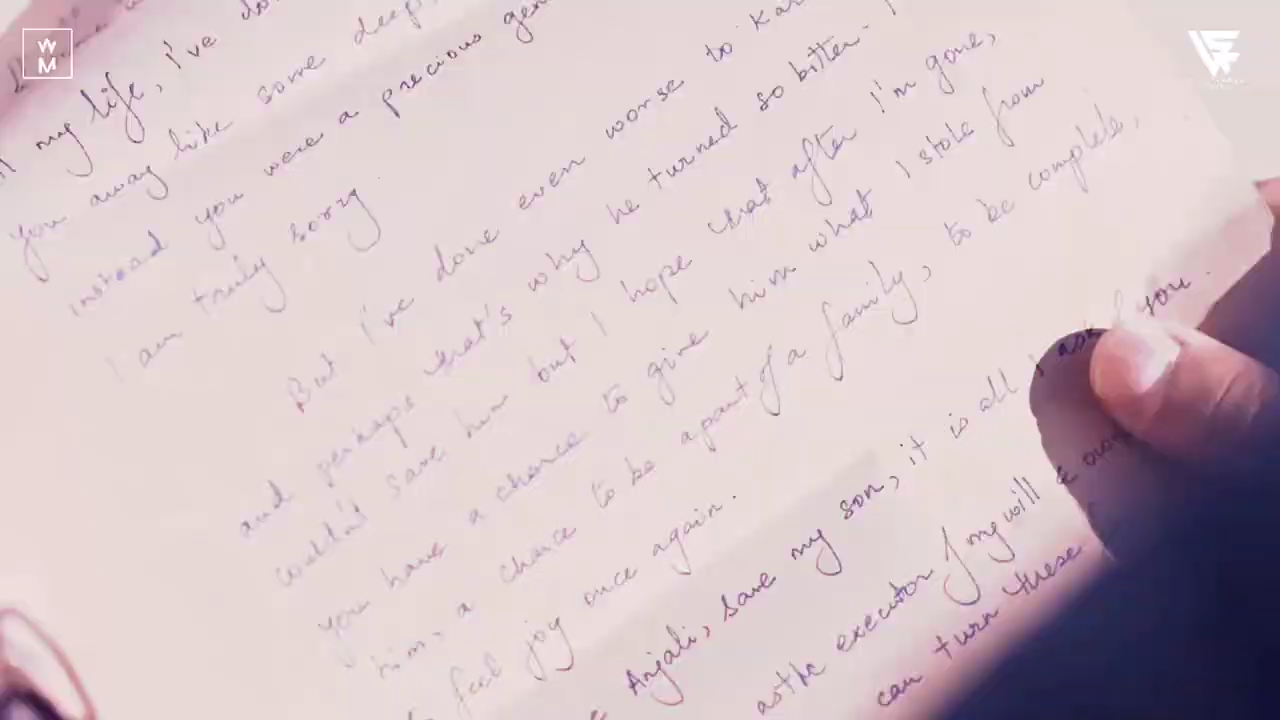 W
M
my life, I've do
you away like some deep
instead you were a precious gem
I am truly sorry.
But I've done even worse to Kar
and perhaps that's why he turned so bitter. I
couldn't save him but I hope that after I'm gone,
you have a chance to give him what I stole from
him, a chance to be apart of a family, to be complete,
to feel joy once again.
Anjali, save my son, it is all I ask of you.
as the executor of my will &
can turn these